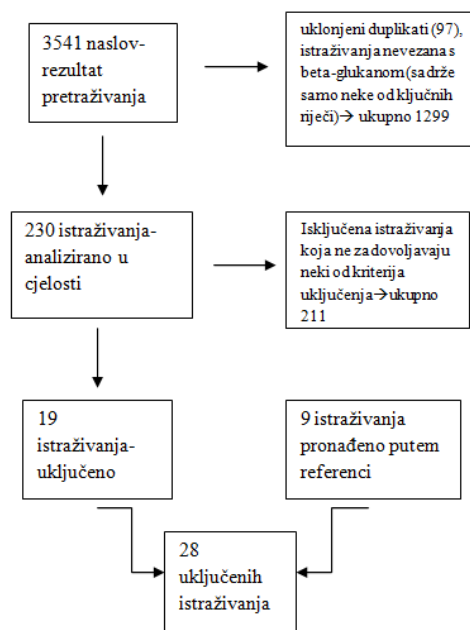 3541 naslov-
rezultat
pretraživanja
uklonjeni duplikati (97),
istraživanja nevezana s
beta-glukanom(sadrže
samo neke od ključnih
riječi)→ ukupno 1299
230 istraživanja-
analizirano u
cjelosti
Isključena istraživanja
koja ne zadovoljavaju
neki od kriterija
uključenja→ukupno
211
19
istraživanja-
uključeno
9 istraživanja
pronađeno putem
referenci
28
uključenih
istraživanja